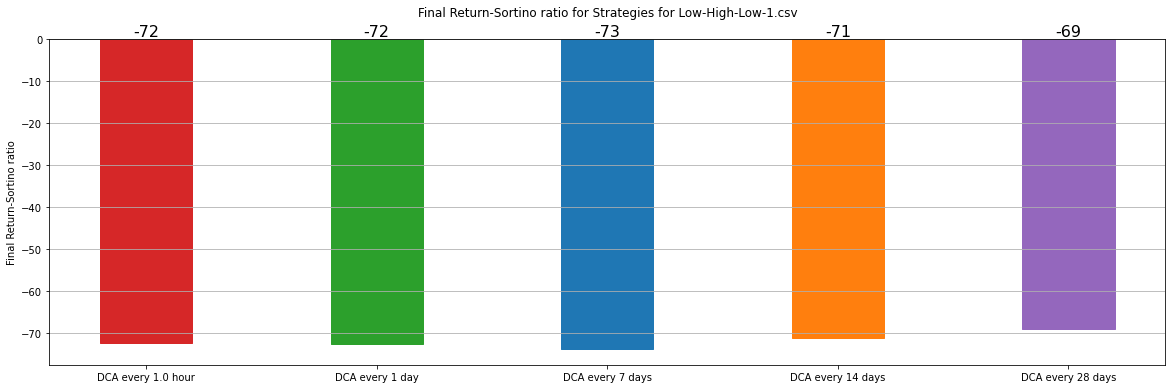 Final Return-Sortino ratio for Strategies for Low-High-Low-1.csv
-72
-72
-73
-71
-69
Final Return-Sortino ratio
0
−10
−20
−30
−40
−50
−60
−70
DCA every 1.0 hour
DCA every 1 day
DCA every 7 days
DCA every 14 days
DCA every 28 days